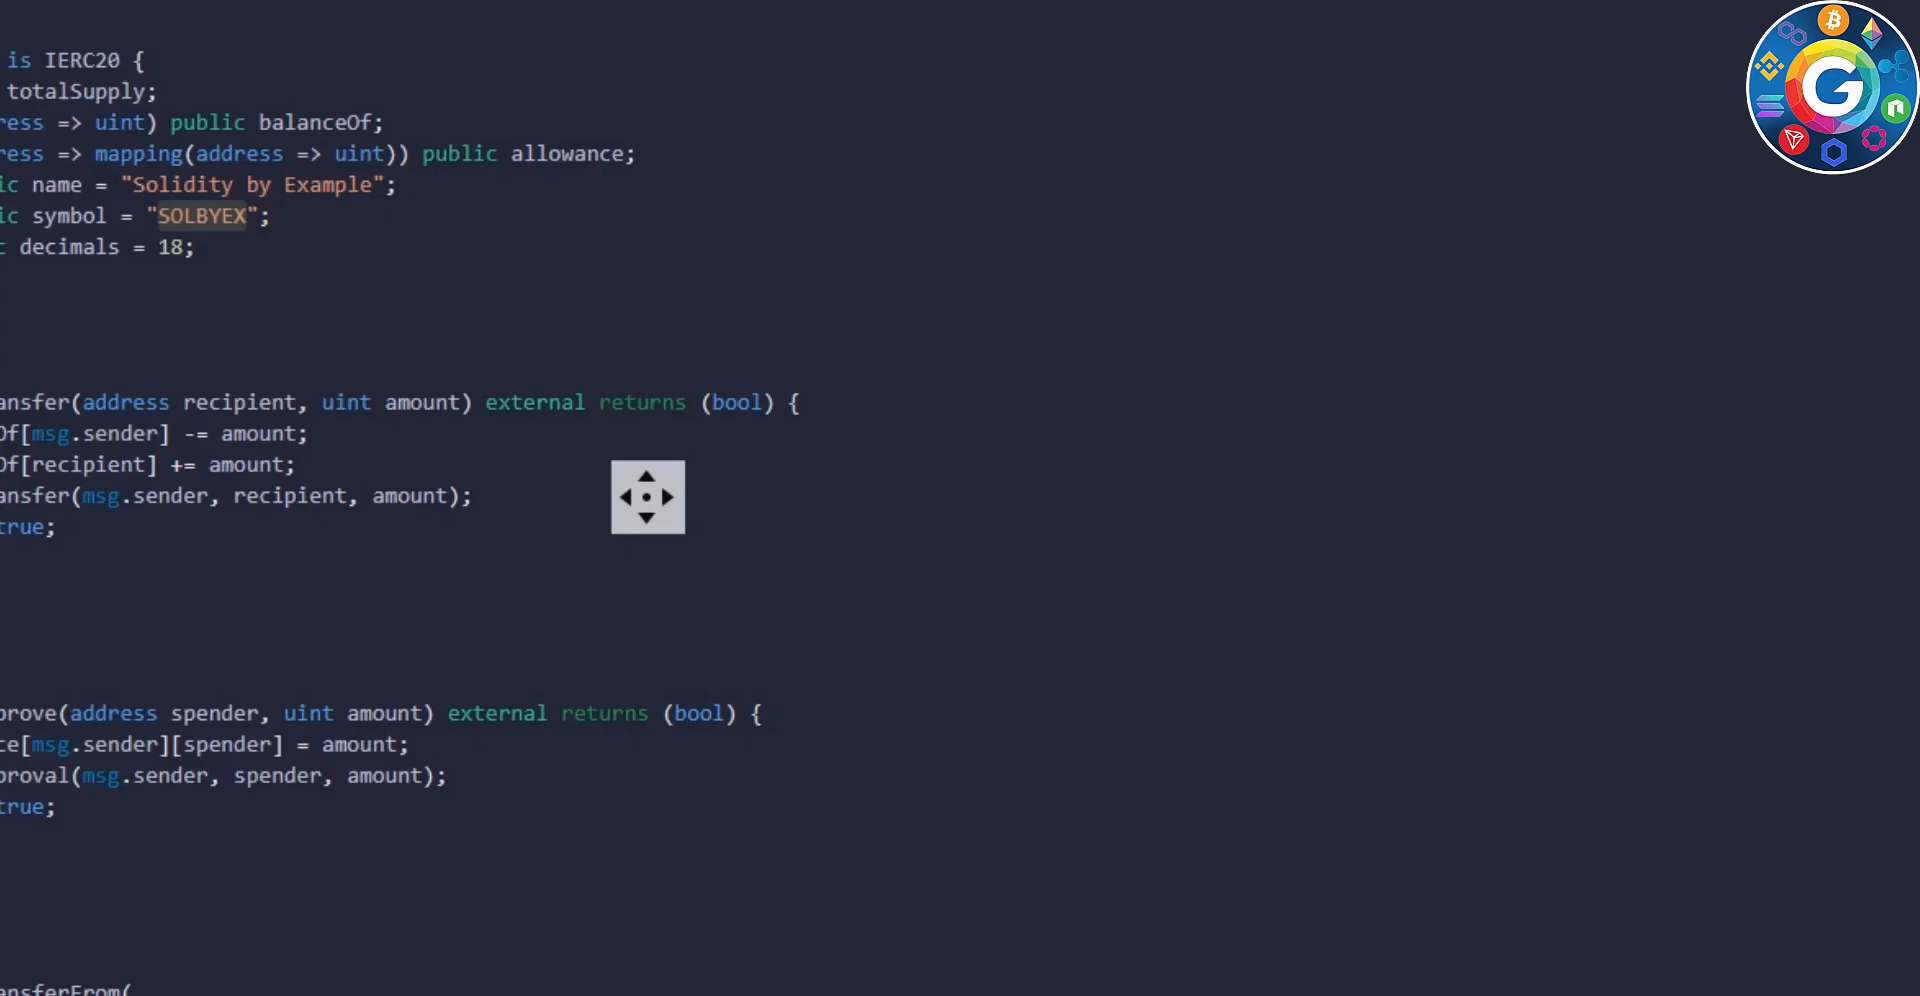 is IERC20 {
totalSupply;
ress => uint) public balanceOf;
ress => mapping(address => uint)) public allowance;
ic name = "Solidity by Example";
ic symbol = "SOLBYEX";
t decimals = 18;
ansfer(address recipient, uint amount) external returns (bool) {
Of[msg.sender] -= amount;
Of[recipient] += amount;
ansfer(msg.sender, recipient, amount);
true;
prove(address spender, uint amount) external returns (bool) {
ce[msg.sender][spender] = amount;
proval(msg.sender, spender, amount);
true;
ansferFrom(
G